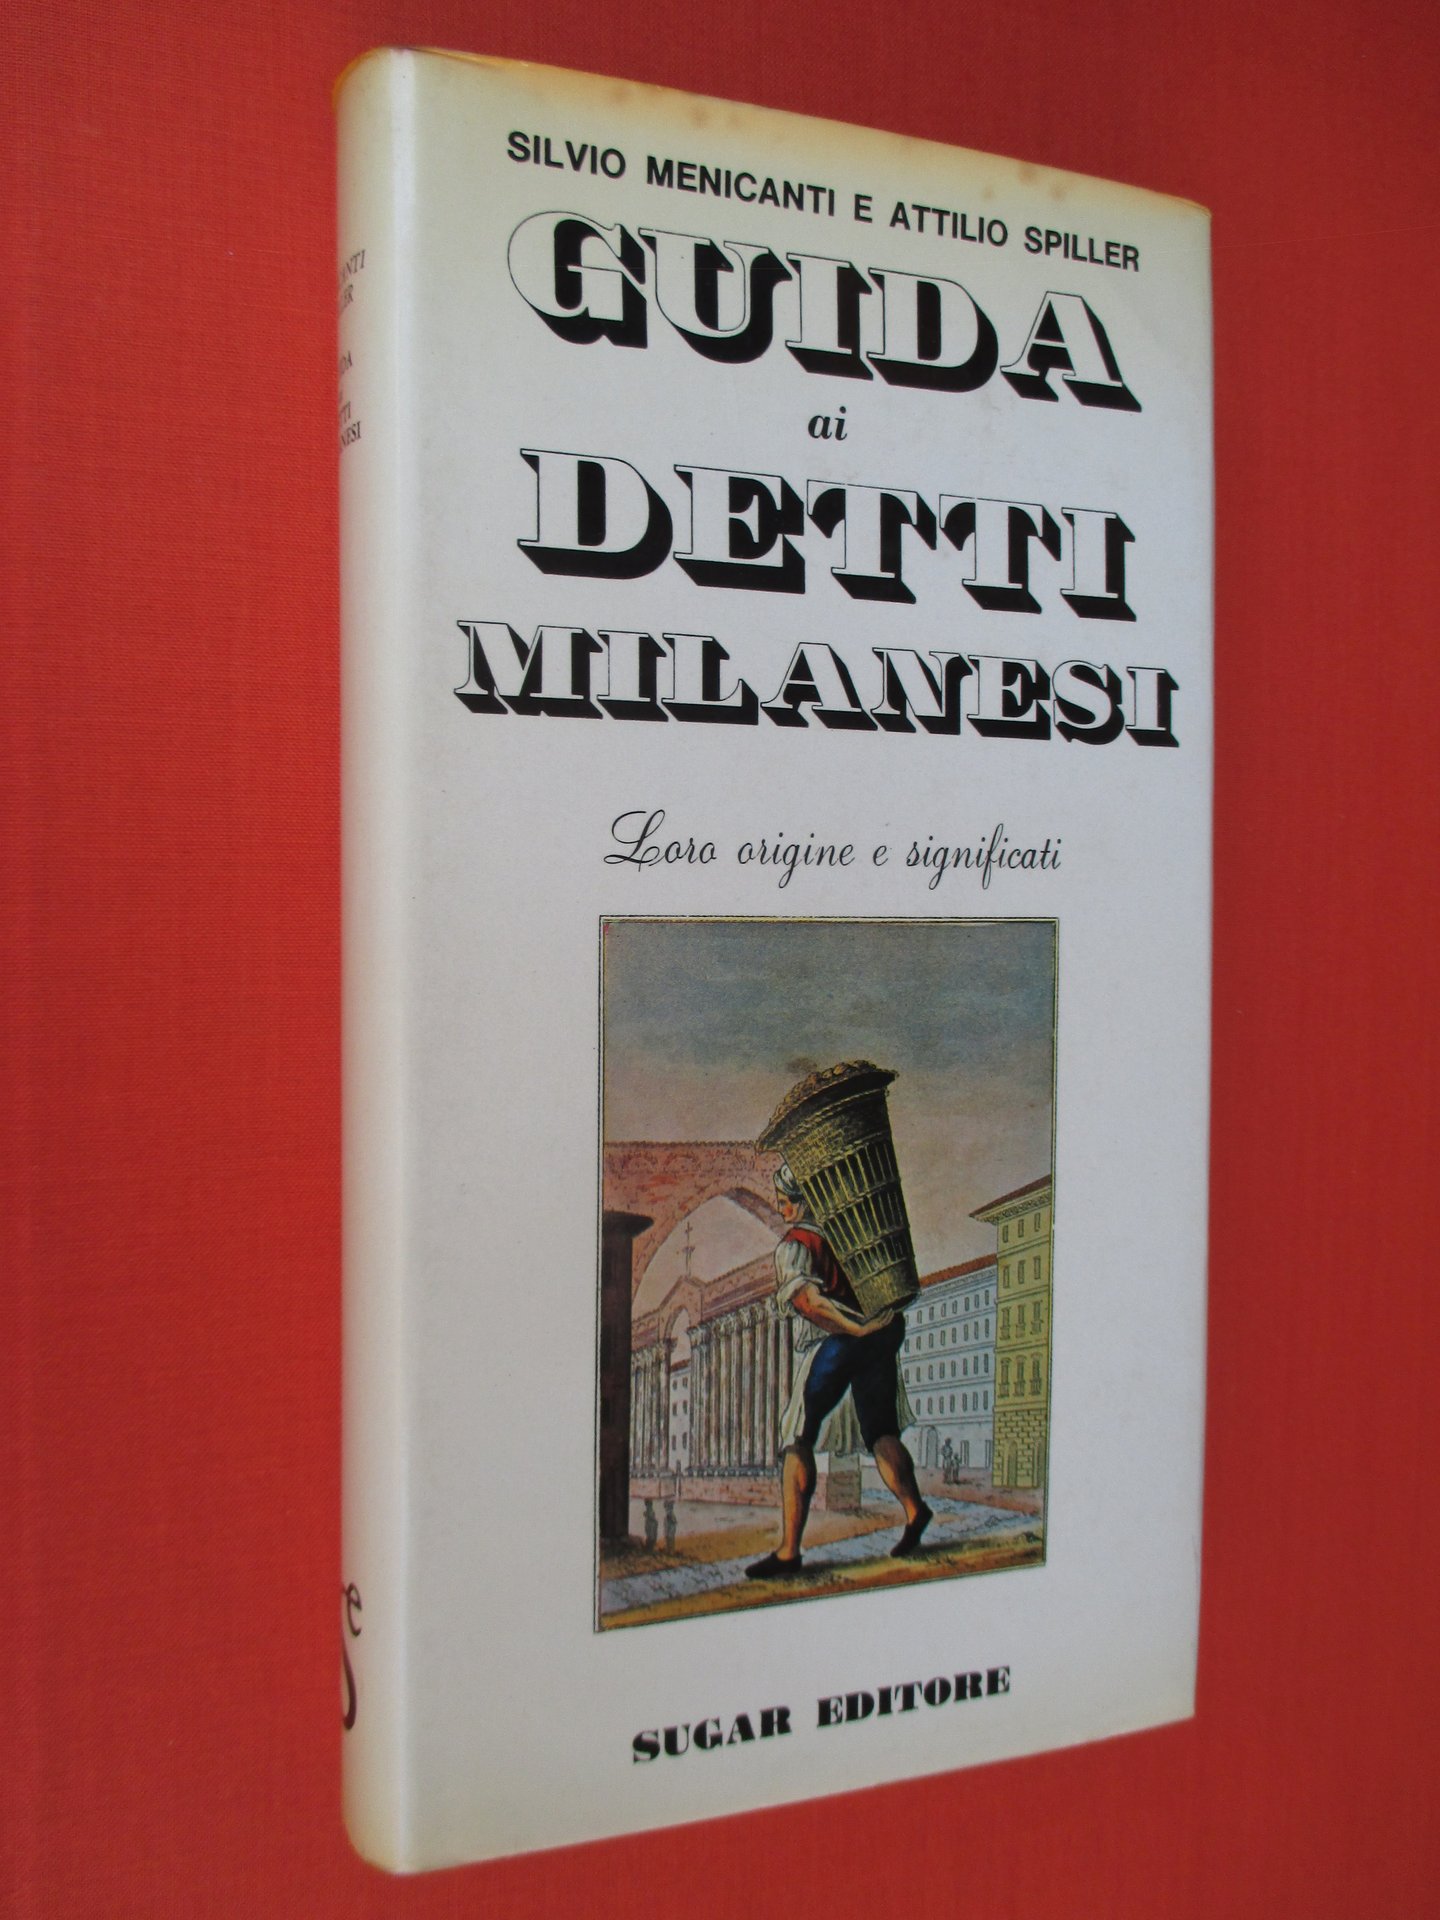 SILVIO MENICANTI E ATTILIO SPILLER
GUIDA
ai
DETTI
MILANESI
Loro origine e significati
SUGAR EDITORE